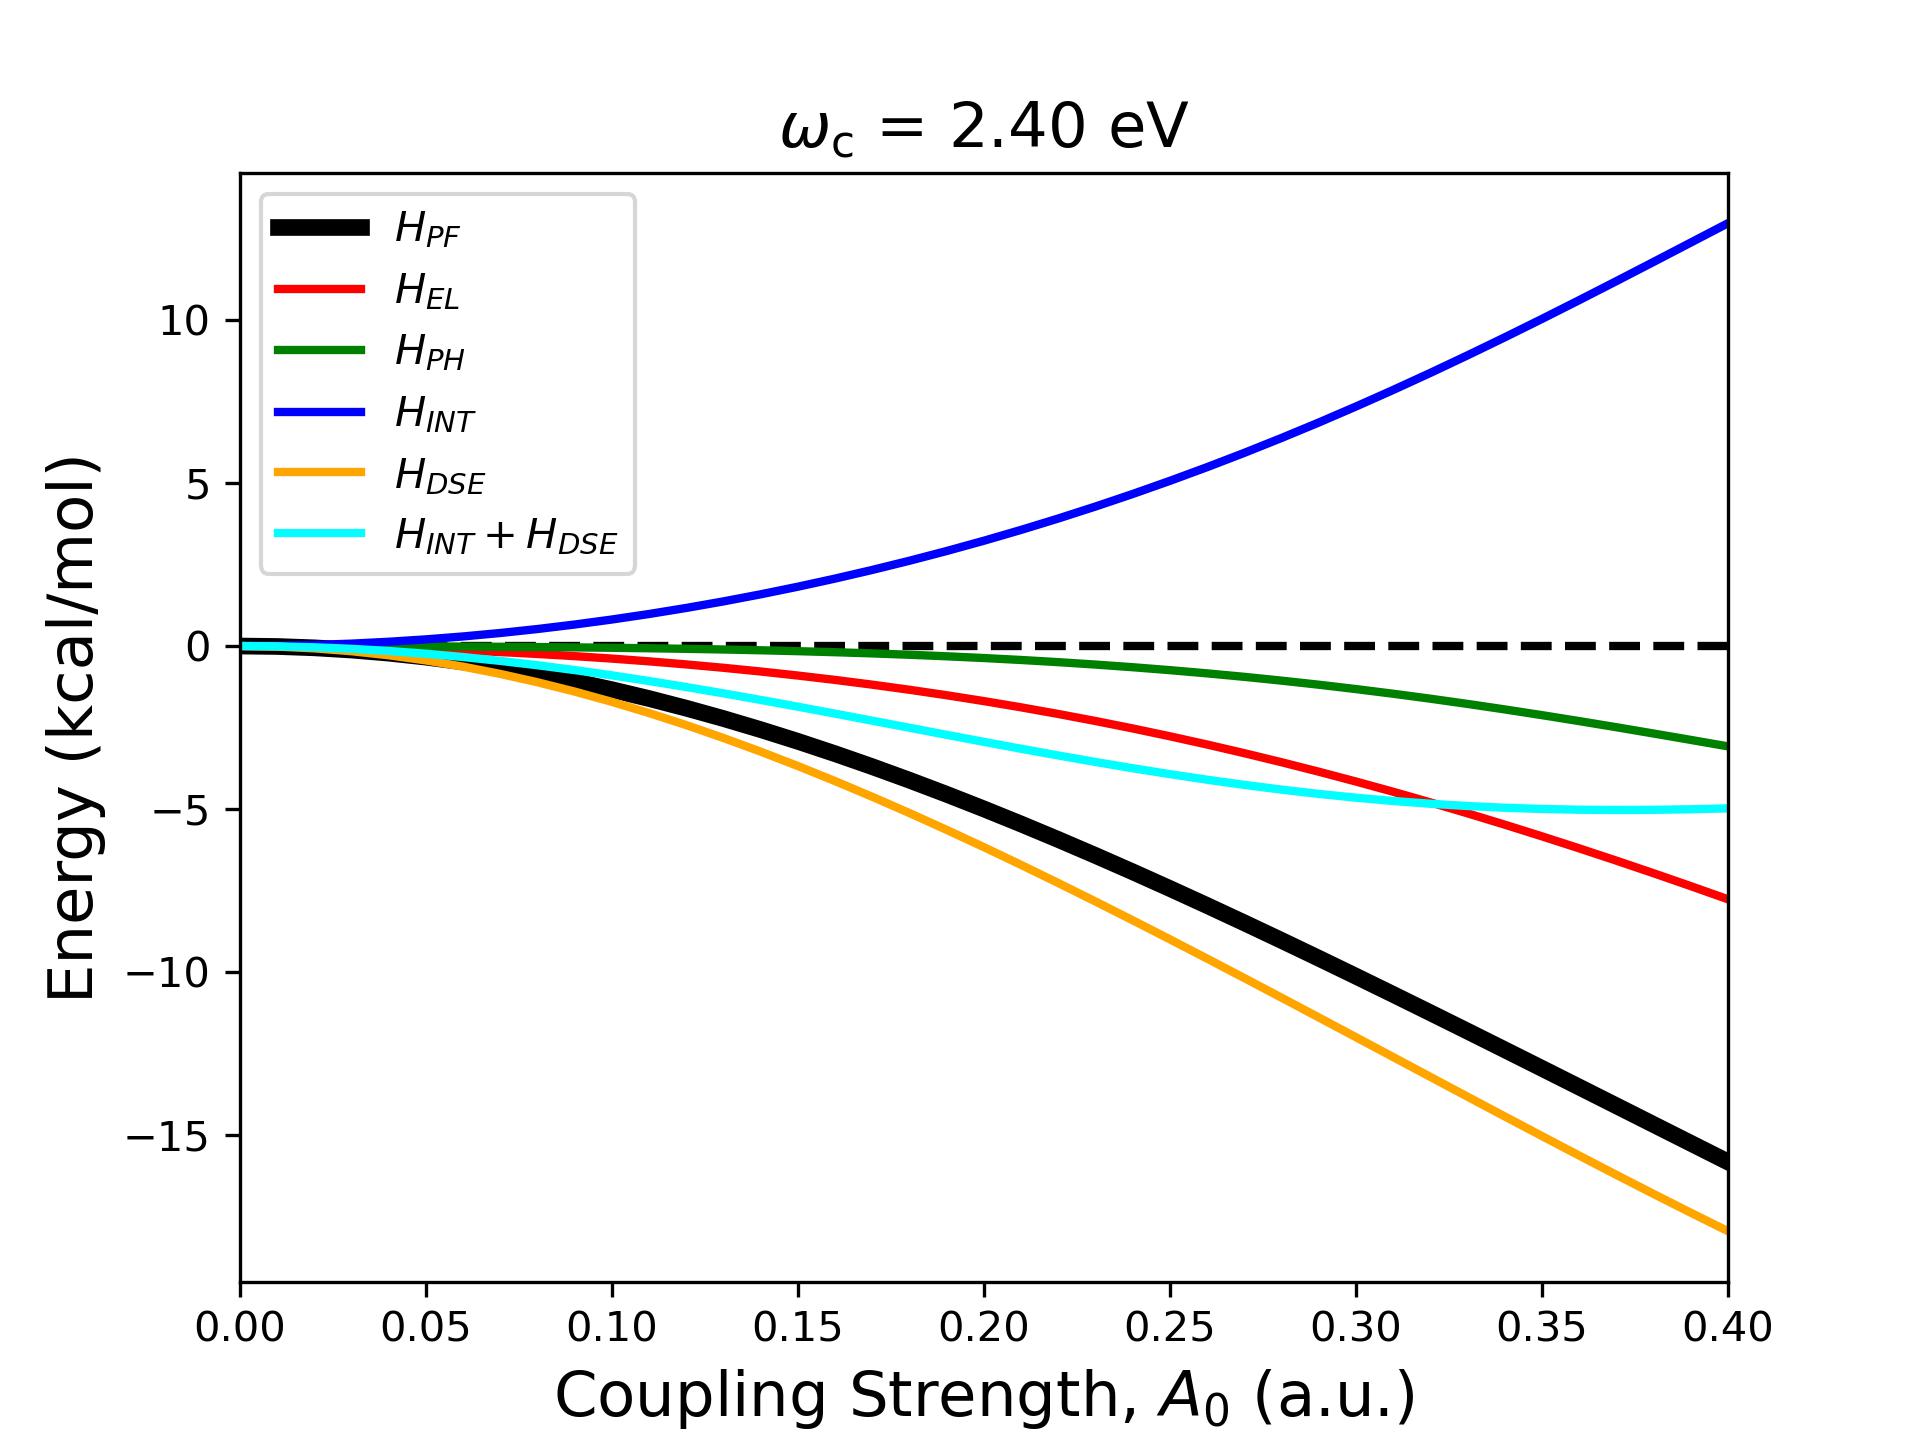 ω_c = 2.40 eV
H_PF
H_EL
H_PH
H_INT
H_DSE
H_INT + H_DSE
Energy (kcal/mol)
10
5
0
−5
−10
−15
0.00 0.05 0.10 0.15 0.20 0.25 0.30 0.35 0.40
Coupling Strength, A_0 (a.u.)